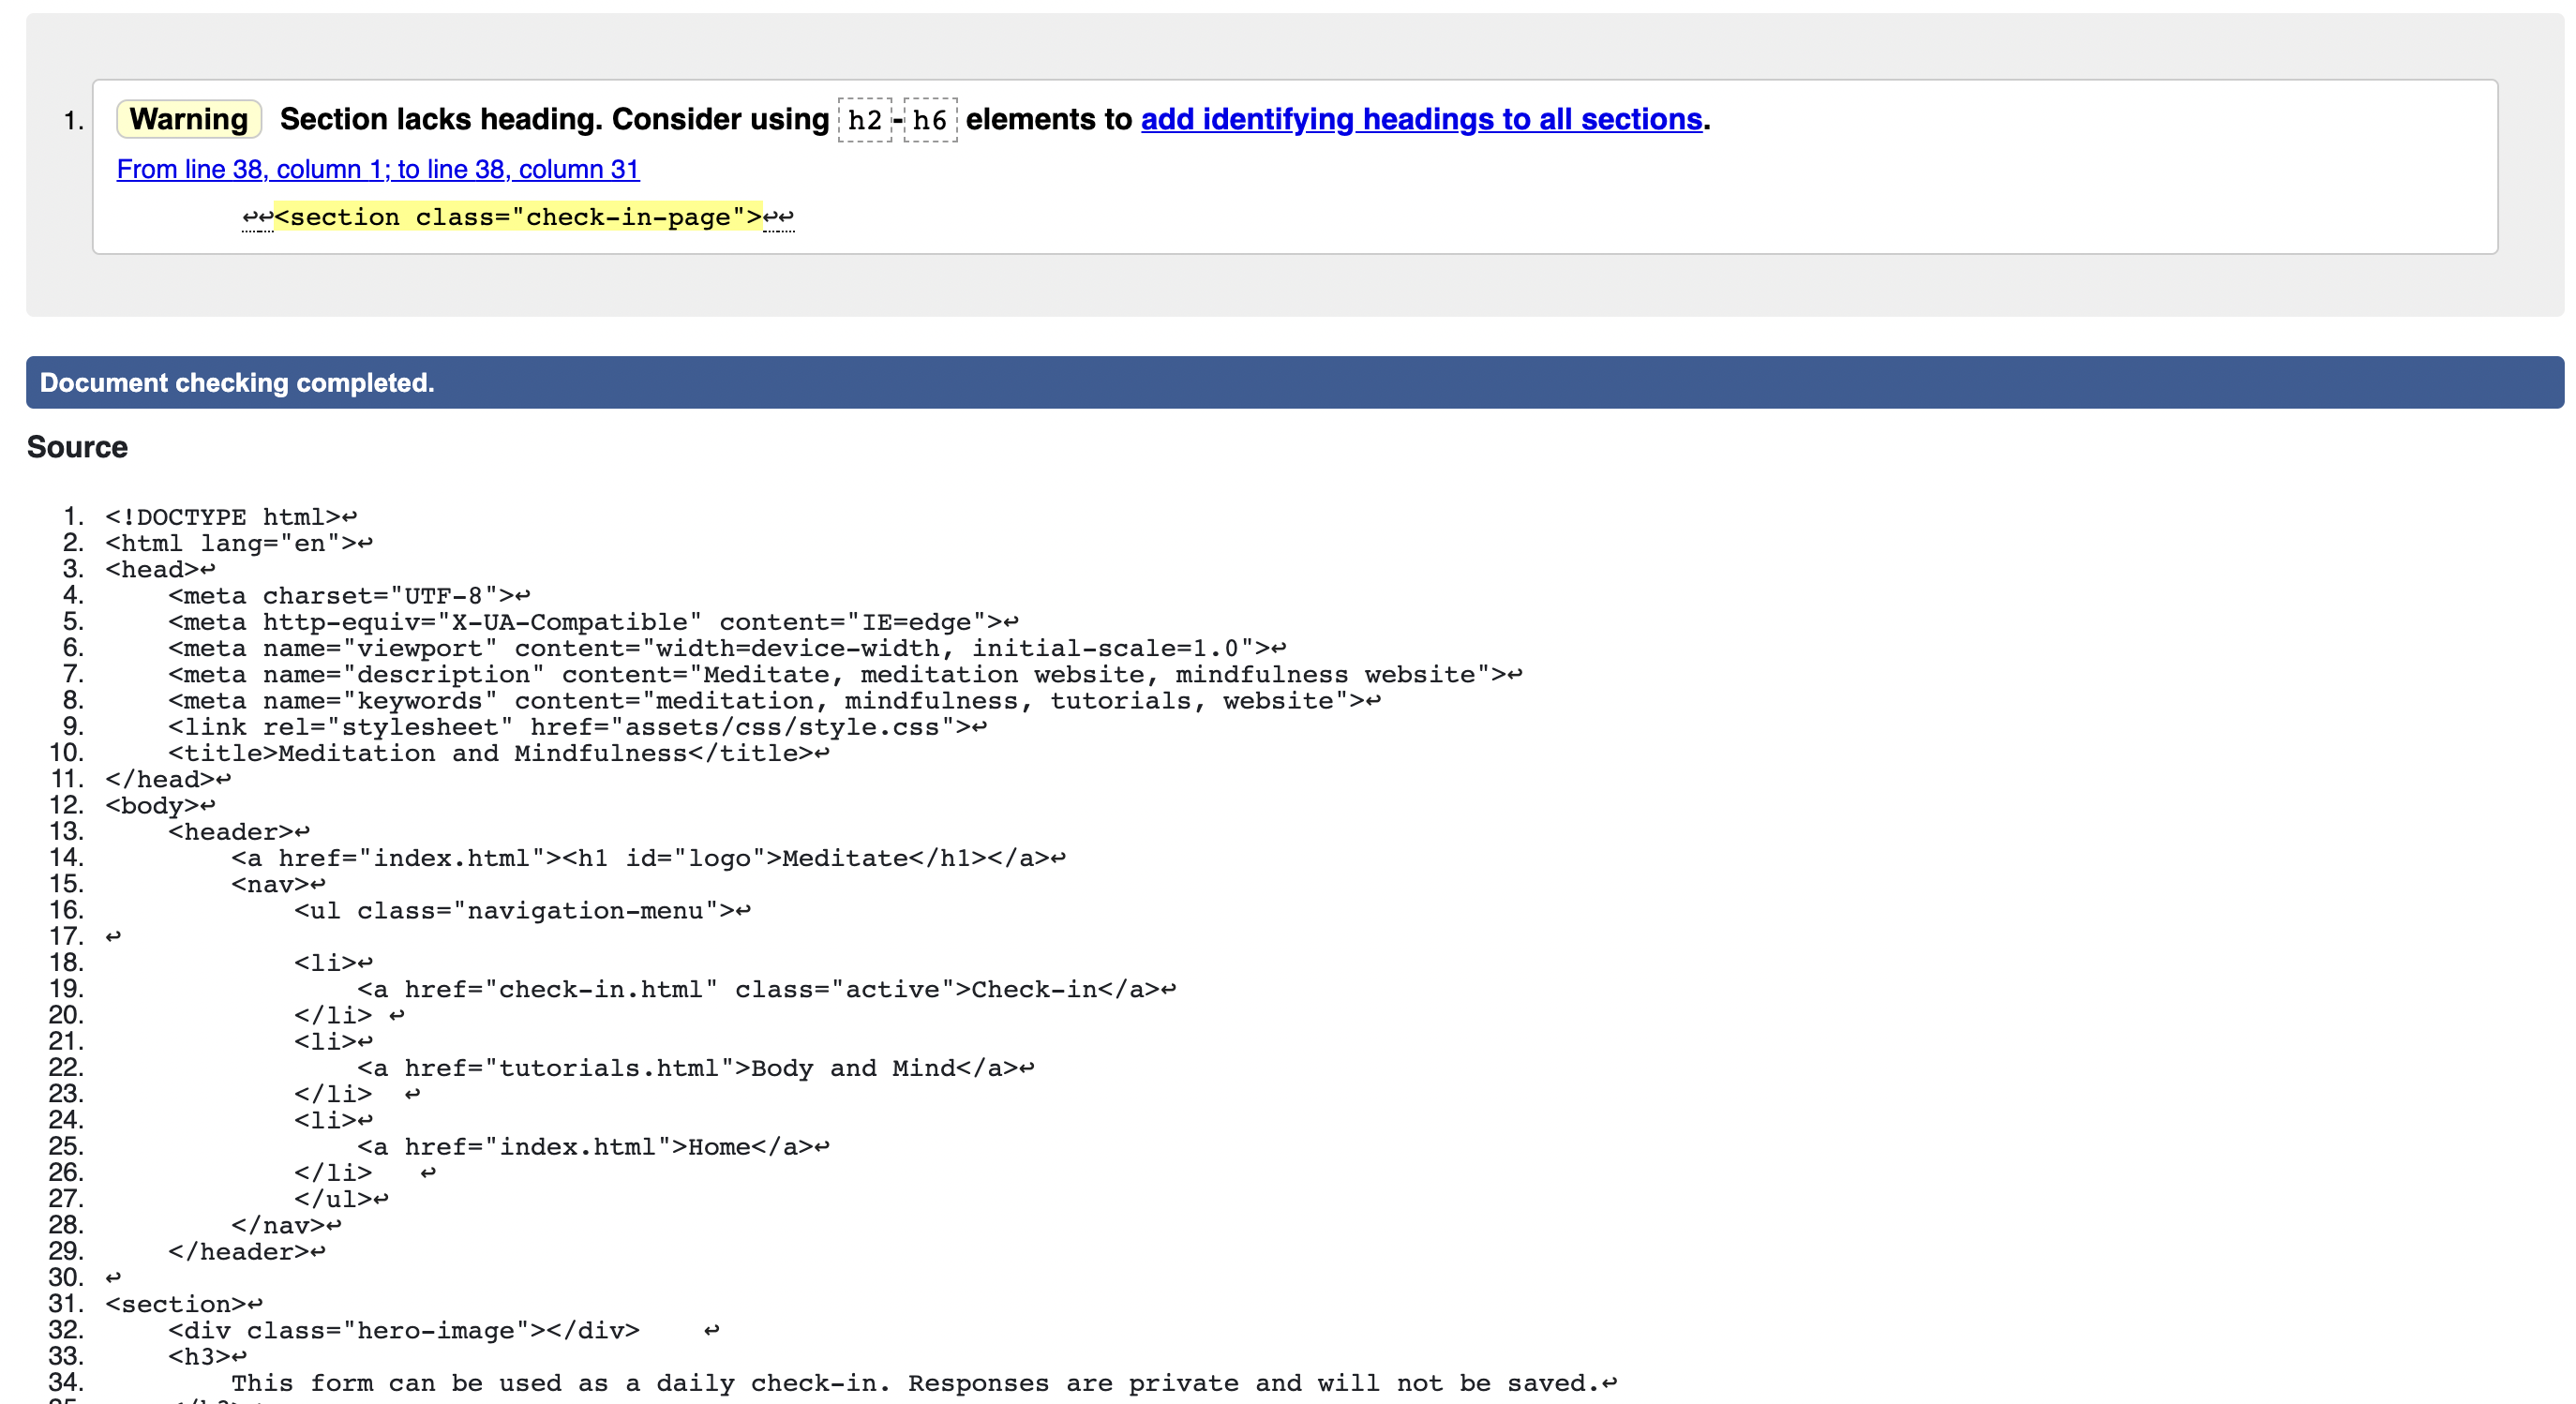 1. Warning Section lacks heading. Consider using h2-h6 elements to add identifying headings to all sections.
From line 38, column 1; to line 38, column 31
↩↩<section class="check-in-page">↩↩
Document checking completed.
Source
1. <!DOCTYPE html>↩
2. <html lang="en">↩
3. <head>↩
4.     <meta charset="UTF-8">↩
5.     <meta http-equiv="X-UA-Compatible" content="IE=edge">↩
6.     <meta name="viewport" content="width=device-width, initial-scale=1.0">↩
7.     <meta name="description" content="Meditate, meditation website, mindfulness website">↩
8.     <meta name="keywords" content="meditation, mindfulness, tutorials, website">↩
9.     <link rel="stylesheet" href="assets/css/style.css">↩
10.     <title>Meditation and Mindfulness</title>↩
11. </head>↩
12. <body>↩
13.     <header>↩
14.         <a href="index.html"><h1 id="logo">Meditate</h1></a>↩
15.         <nav>↩
16.             <ul class="navigation-menu">↩
17. ↩
18.             <li>↩
19.                 <a href="check-in.html" class="active">Check-in</a>↩
20.             </li> ↩
21.             <li>↩
22.                 <a href="tutorials.html">Body and Mind</a>↩
23.             </li>  ↩
24.             <li>↩
25.                 <a href="index.html">Home</a>↩
26.             </li>   ↩
27.             </ul>↩
28.         </nav>↩
29.     </header>↩
30. ↩
31. <section>↩
32.     <div class="hero-image"></div>    ↩
33.     <h3>↩
34.         This form can be used as a daily check-in. Responses are private and will not be saved.↩